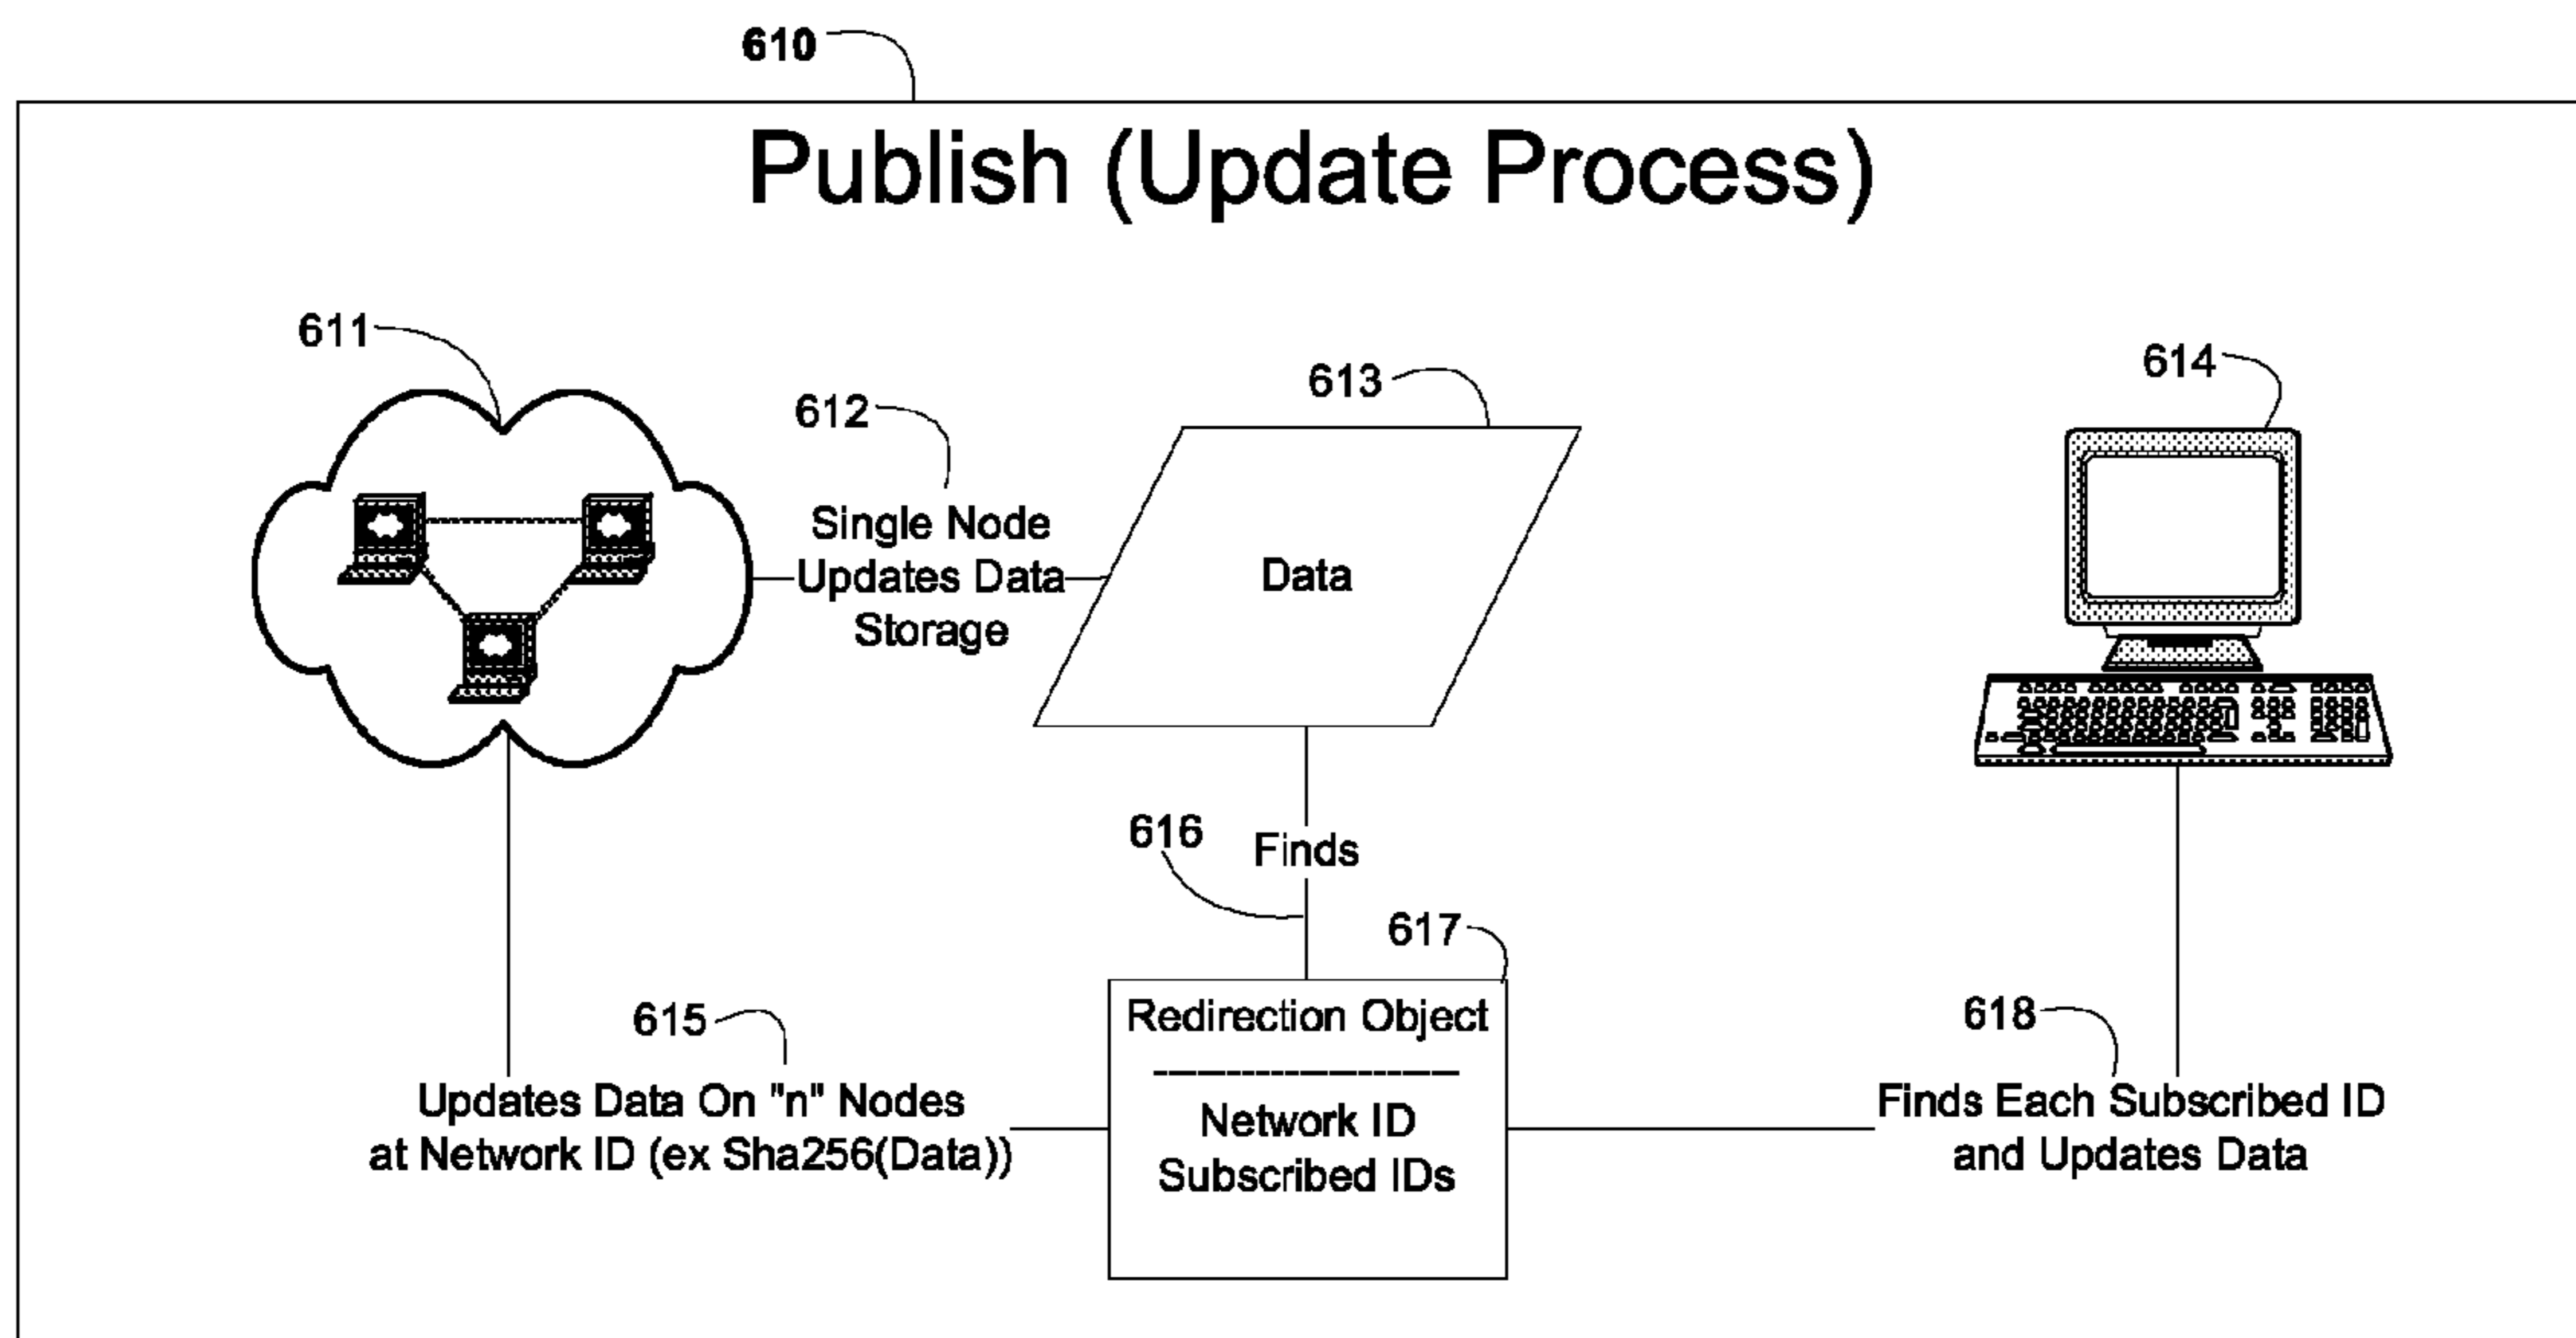 610
Publish (Update Process)
611
612
613
614
Single Node
Updates Data
Storage
Data
616
Finds
617
615
618
Redirection Object
--------------------
Network ID
Subscribed IDs
Updates Data On "n" Nodes
at Network ID (ex Sha256(Data))
Finds Each Subscribed ID
and Updates Data